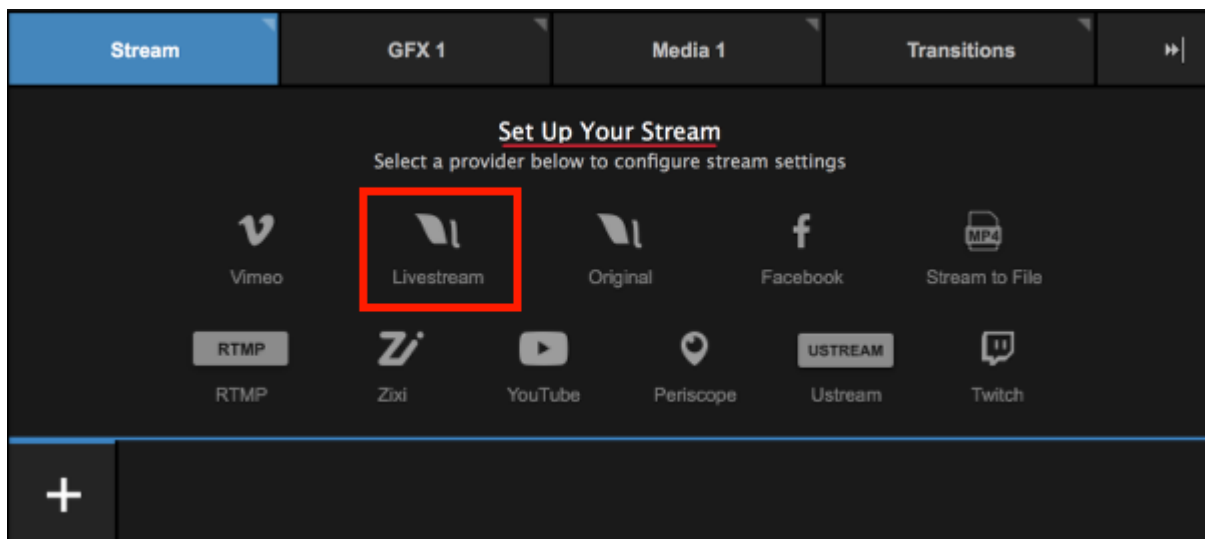 Stream GFX 1 Media 1 Transitions
Set Up Your Stream
Select a provider below to configure stream settings
Vimeo Livestream Original Facebook MP4 Stream to File
RTMP USTREAM
RTMP Zixi YouTube Periscope Ustream Twitch